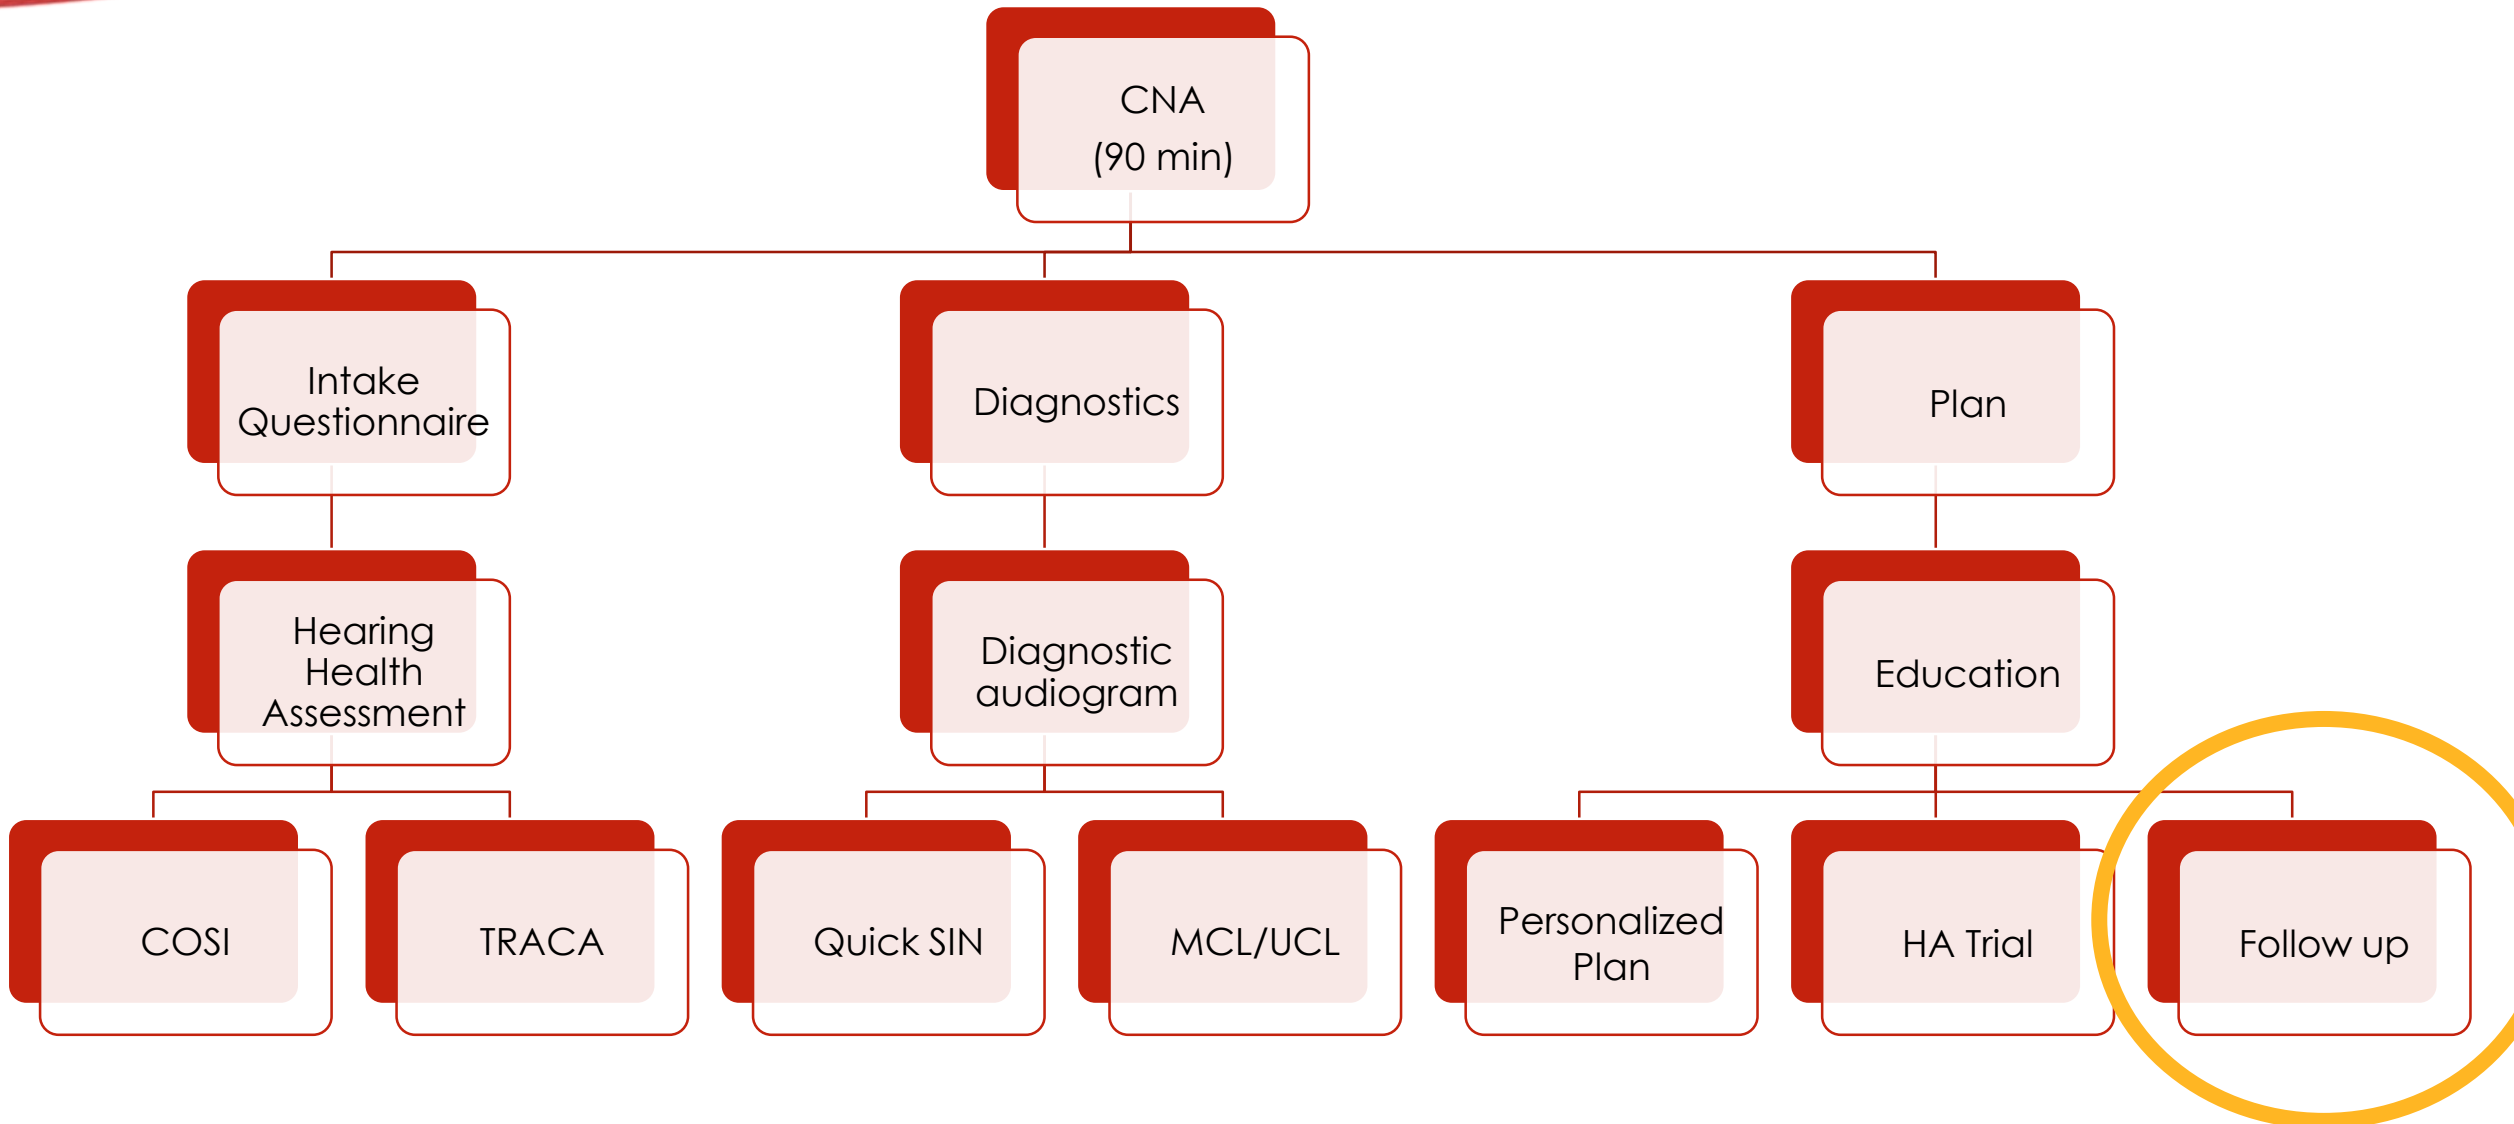 CNA
(90 min)
Intake
Questionnaire
Diagnostics
Plan
Hearing
Health
Assessment
Diagnostic
audiogram
Education
COSI
TRACA
Quick SIN
MCL/UCL
Personalized
Plan
HA Trial
Follow up